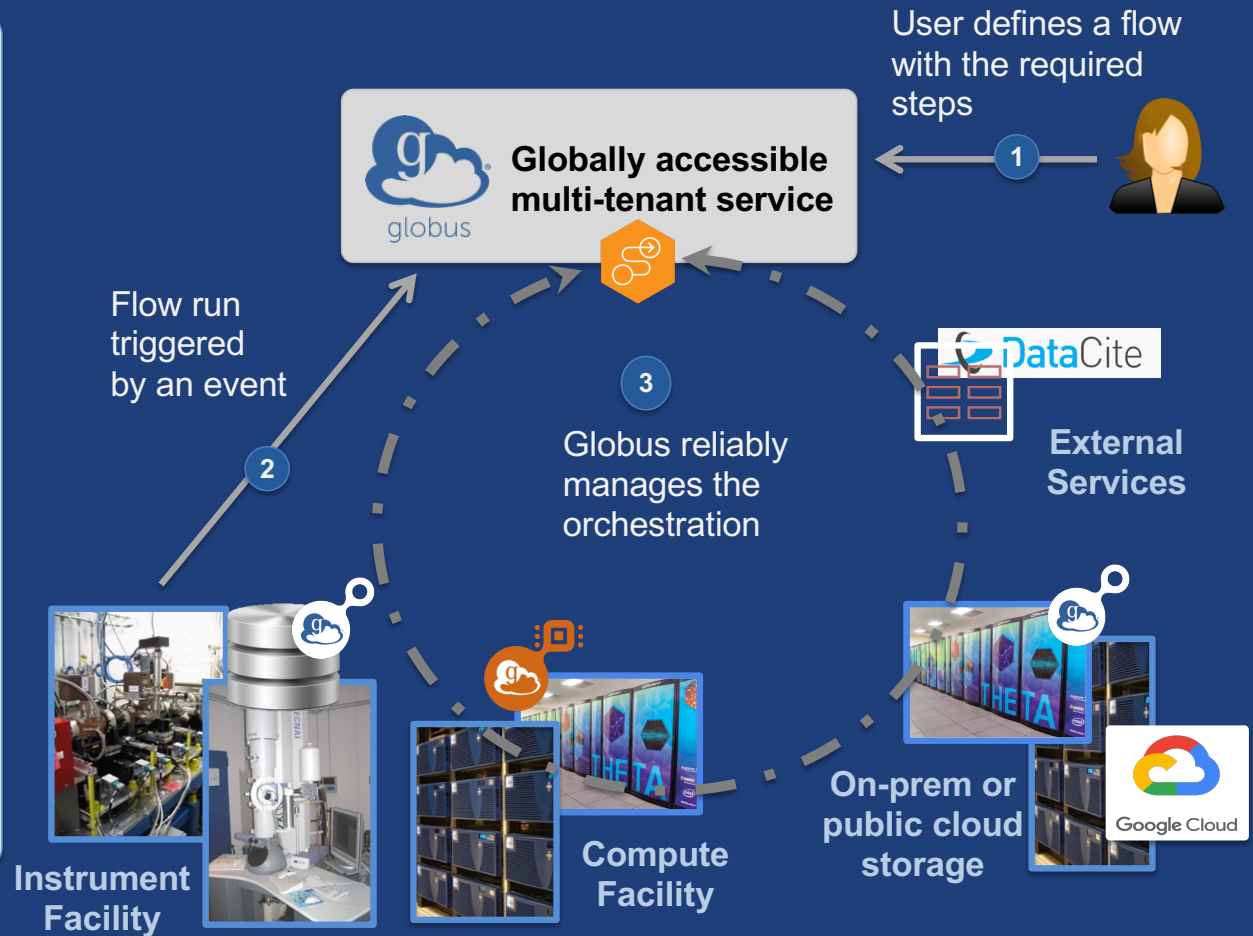 User defines a flow
with the required
steps
1
g
globus
Globally accessible
multi-tenant service
Flow run
triggered
by an event
2
3
Globus reliably
manages the
orchestration
DataCite
External
Services
g
g
g
TECNAI
THETA
THETA
Google Cloud
Instrument
Facility
Compute
Facility
On-prem or
public cloud
storage